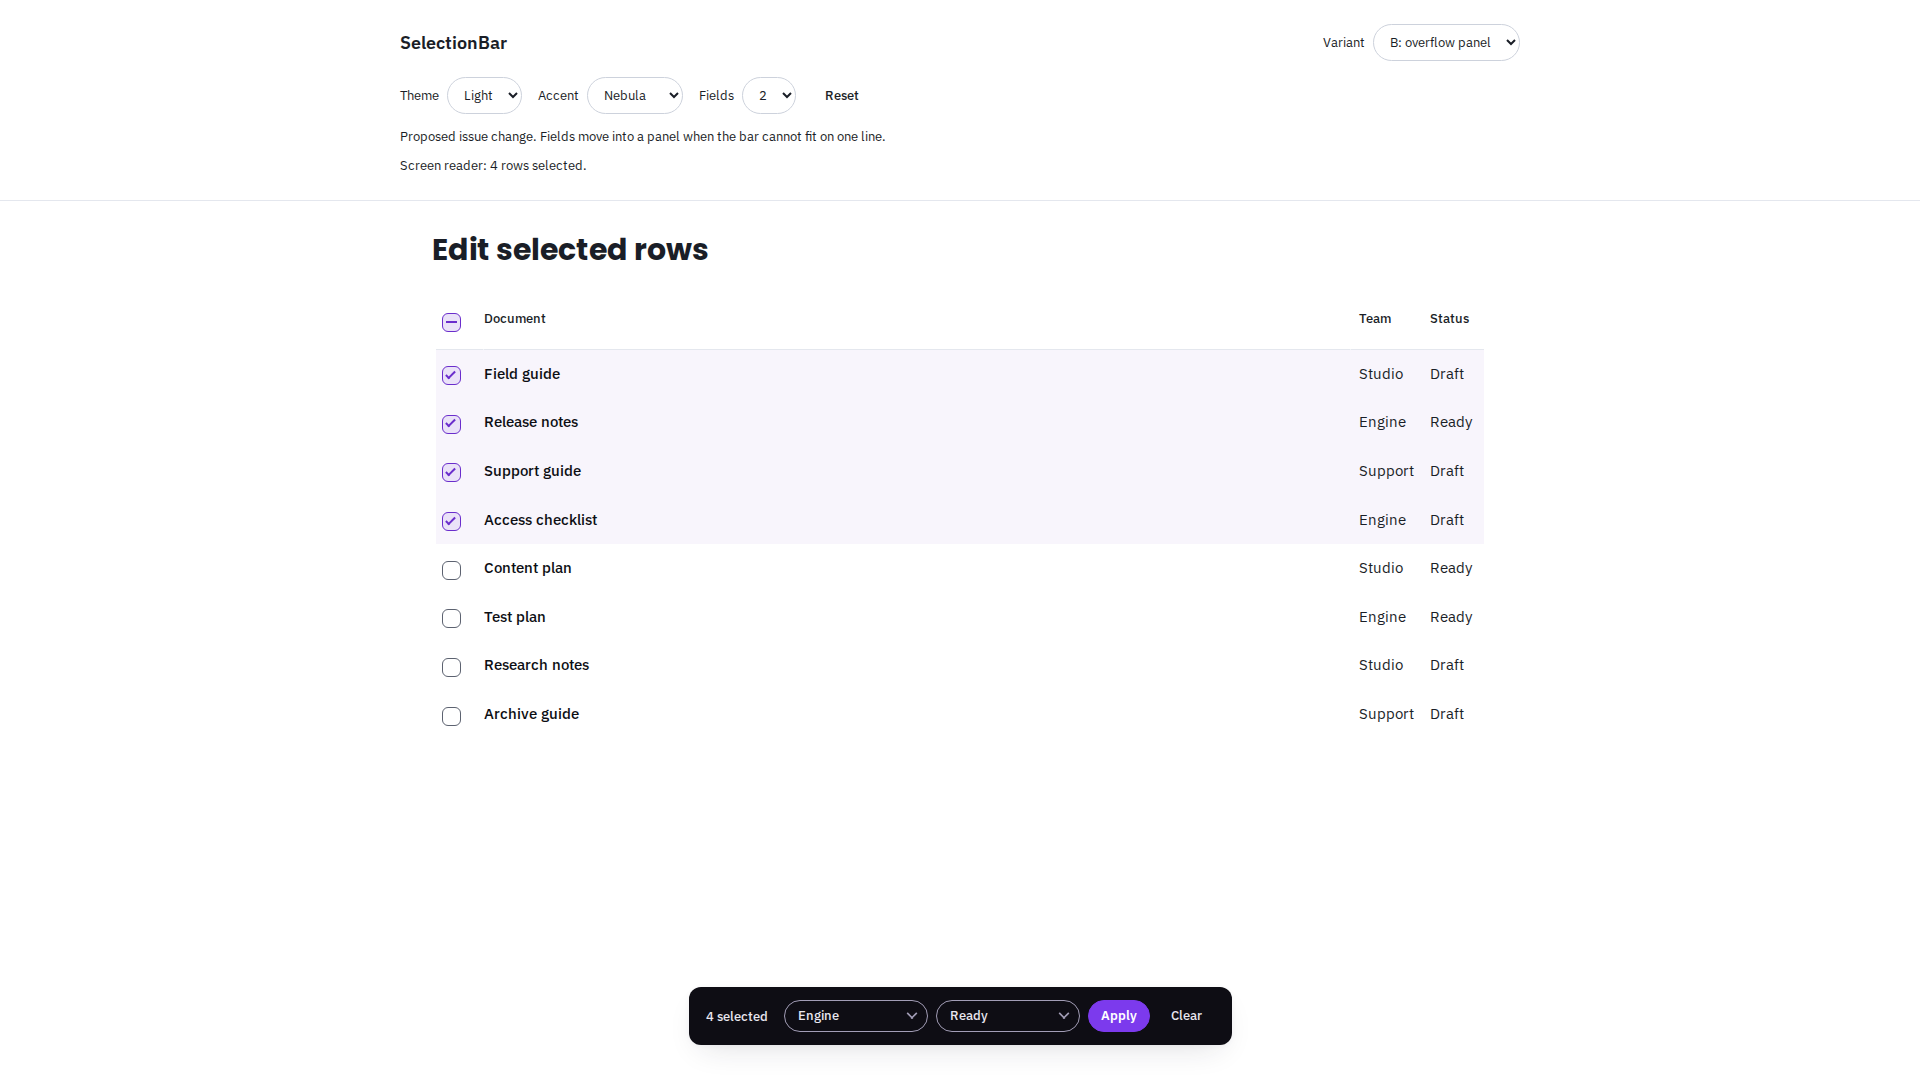 SelectionBar
Variant B: overflow panel
Theme Light Accent Nebula Fields 2 Reset
Proposed issue change. Fields move into a panel when the bar cannot fit on one line.
Screen reader: 4 rows selected.
Edit selected rows
Document Team Status
Field guide Studio Draft
Release notes Engine Ready
Support guide Support Draft
Access checklist Engine Draft
Content plan Studio Ready
Test plan Engine Ready
Research notes Studio Draft
Archive guide Support Draft
4 selected Engine Ready Apply Clear